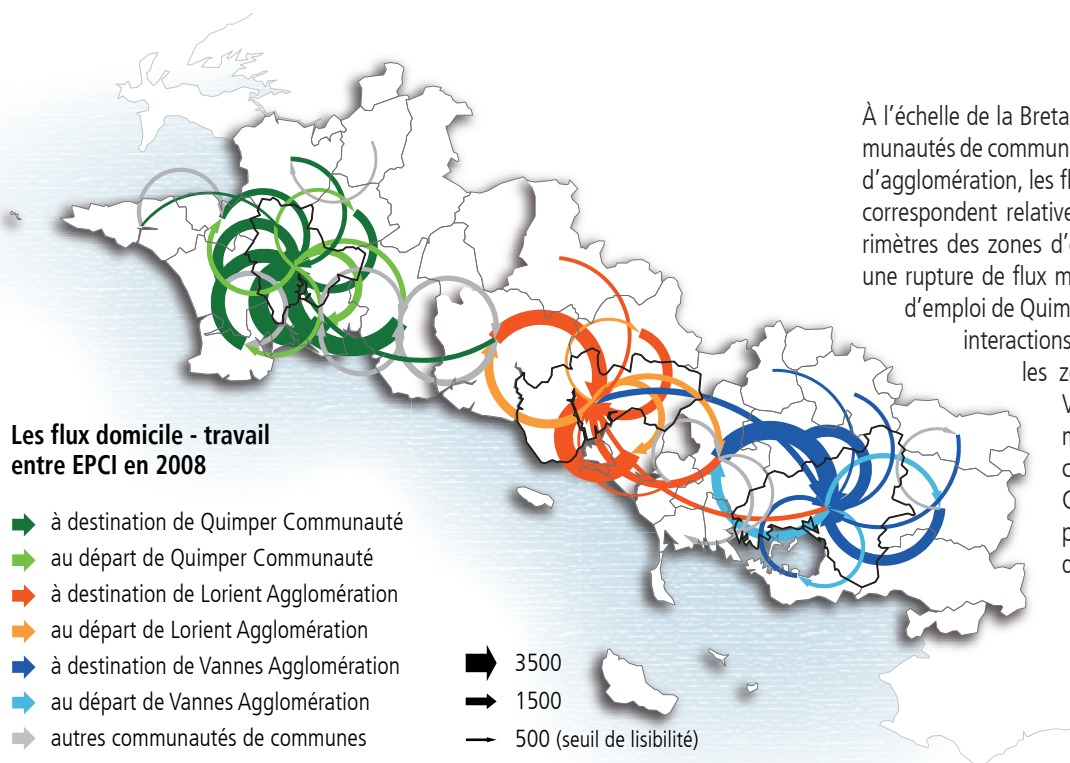 À l’échelle de la Breta
munautés de commun
d’agglomération, les fl
correspondent relative
rimètres des zones d’
une rupture de flux m
d’emploi de Quim
interactions
les z
V
Les flux domicile - travail
entre EPCI en 2008
à destination de Quimper Communauté
au départ de Quimper Communauté
à destination de Lorient Agglomération
au départ de Lorient Agglomération
à destination de Vannes Agglomération
au départ de Vannes Agglomération
autres communautés de communes
3500
1500
500 (seuil de lisibilité)